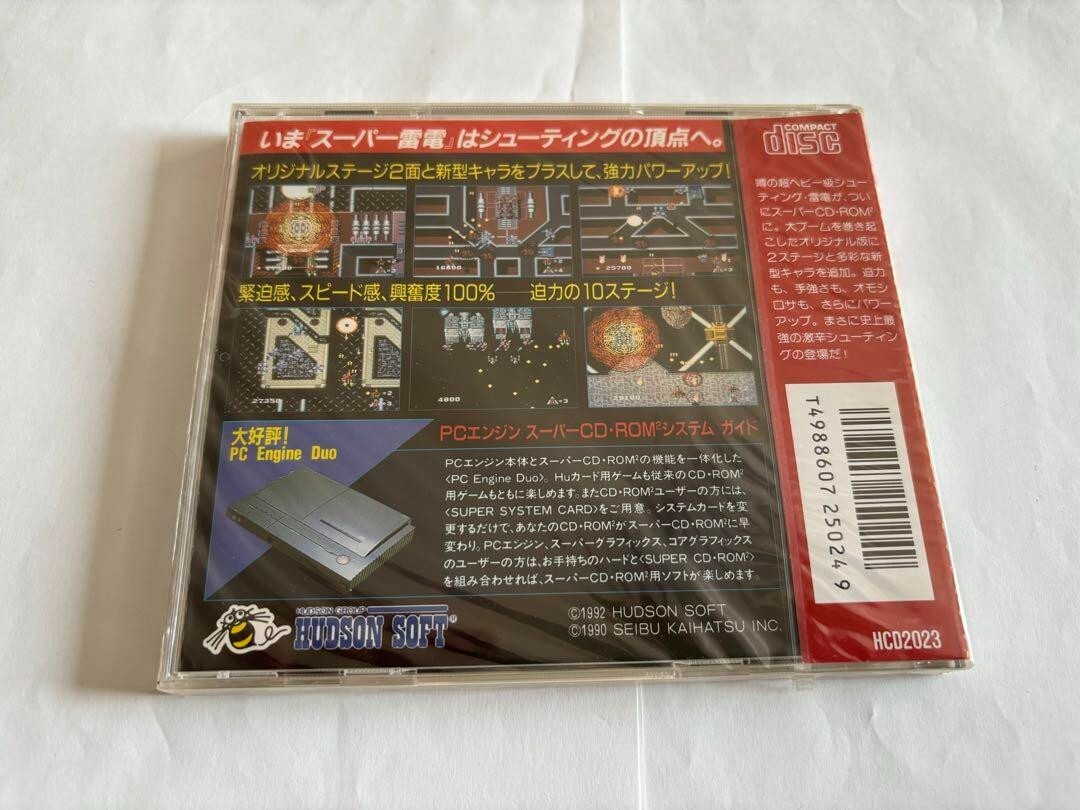 いま『スーパー雷電』はシューティングの頂点へ。
オリジナルステージ2面と新型キャラをプラスして、強力パワーアップ!
16800
25700
緊迫感、スピード感、興奮度100% 迫力の10ステージ!
27350
4800
29100
大好評!
PC Engine Duo
PCエンジン スーパーCD・ROM²システム ガイド
PCエンジン本体とスーパーCD・ROM²の機能を一体化した
〈PC Engine Duo〉。Huカード用ゲームも従来のCD・ROM²
用ゲームもともに楽しめます。またCD・ROM²ユーザーの方には、
〈SUPER SYSTEM CARD〉をご用意。システムカードを変
更するだけで、あなたのCD・ROM²がスーパーCD・ROM²に早
変わり。PCエンジン、スーパーグラフィックス、コアグラフィックス
のユーザーの方は、お手持ちのハードと〈SUPER CD・ROM²〉
を組み合わせれば、スーパーCD・ROM²用ソフトが楽しめます。
HUDSON GROUP
HUDSON SOFT®
©1992 HUDSON SOFT
©1990 SEIBU KAIHATSU INC.
COMPACT
disc
噂の超ヘビー級シュー
ティング・雷電が、つい
にスーパーCD・ROM²
に。大ブームを巻き起
こしたオリジナル版に
2ステージと多彩な新
型キャラを追加。迫力
も、手強さも、オモシ
ロサも、さらにパワー
アップ。まさに史上最
強の激辛シューティン
グの登場だ!
T4988607250249
HCD2023